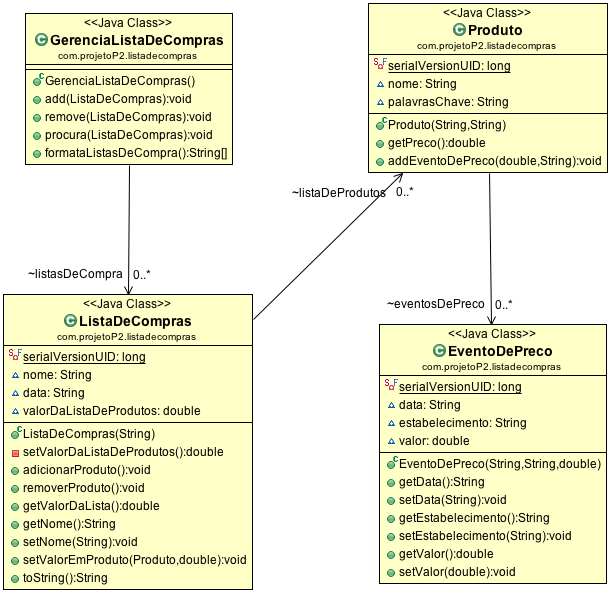 <<Java Class>>
GerenciaListaDeCompras
com.projetoP2.listadecompras
GerenciaListaDeCompras()
add(ListaDeCompras):void
remove(ListaDeCompras):void
procura(ListaDeCompras):void
formataListasDeCompra():String[]
<<Java Class>>
Produto
com.projetoP2.listadecompras
serialVersionUID: long
nome: String
palavrasChave: String
Produto(String,String)
getPreco():double
addEventoDePreco(double,String):void
~listaDeProdutos 0..*
~listasDeCompra 0..*
~eventosDePreco 0..*
<<Java Class>>
ListaDeCompras
com.projetoP2.listadecompras
serialVersionUID: long
nome: String
data: String
valorDaListaDeProdutos: double
ListaDeCompras(String)
setValorDaListaDeProdutos():double
adicionarProduto():void
removerProduto():void
getValorDaLista():double
getNome():String
setNome(String):void
setValorEmProduto(Produto,double):void
toString():String
<<Java Class>>
EventoDePreco
com.projetoP2.listadecompras
serialVersionUID: long
data: String
estabelecimento: String
valor: double
EventoDePreco(String,String,double)
getData():String
setData(String):void
getEstabelecimento():String
setEstabelecimento(String):void
getValor():double
setValor(double):void